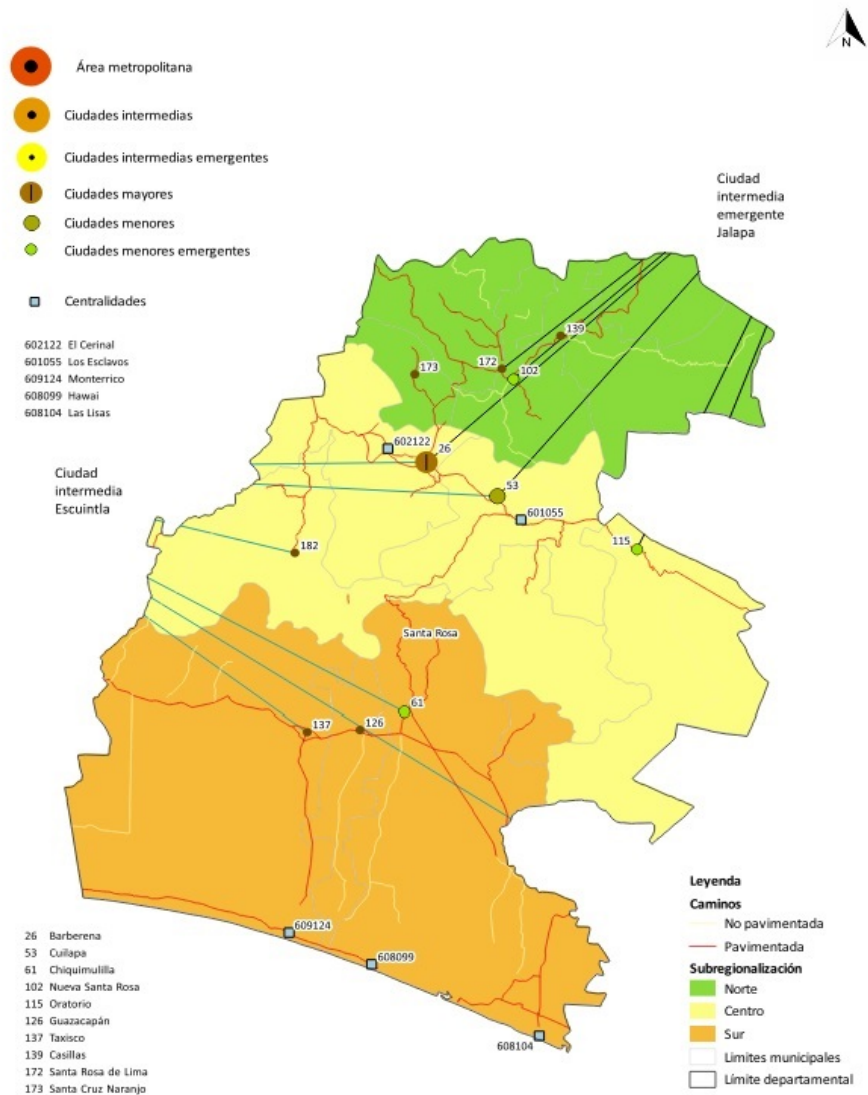 N
Área metropolitana
Ciudades intermedias
Ciudades intermedias emergentes
Ciudades mayores
Ciudades menores
Ciudades menores emergentes
Centralidades
602122 El Cerinal
601055 Los Esclavos
609124 Monterrico
608099 Hawai
608104 Las Lisas
Ciudad
intermedia
emergente
Jalapa
139
172
102
173
602122
26
Ciudad
intermedia
Escuintla
53
601055
115
182
Santa Rosa
61
137
126
609124
608099
608104
26 Barberena
53 Cuilapa
61 Chiquimulilla
102 Nueva Santa Rosa
115 Oratorio
126 Guazacapán
137 Taxisco
139 Casillas
172 Santa Rosa de Lima
173 Santa Cruz Naranjo
Leyenda
Caminos
No pavimentada
Pavimentada
Subregionalización
Norte
Centro
Sur
Limites municipales
Límite departamental